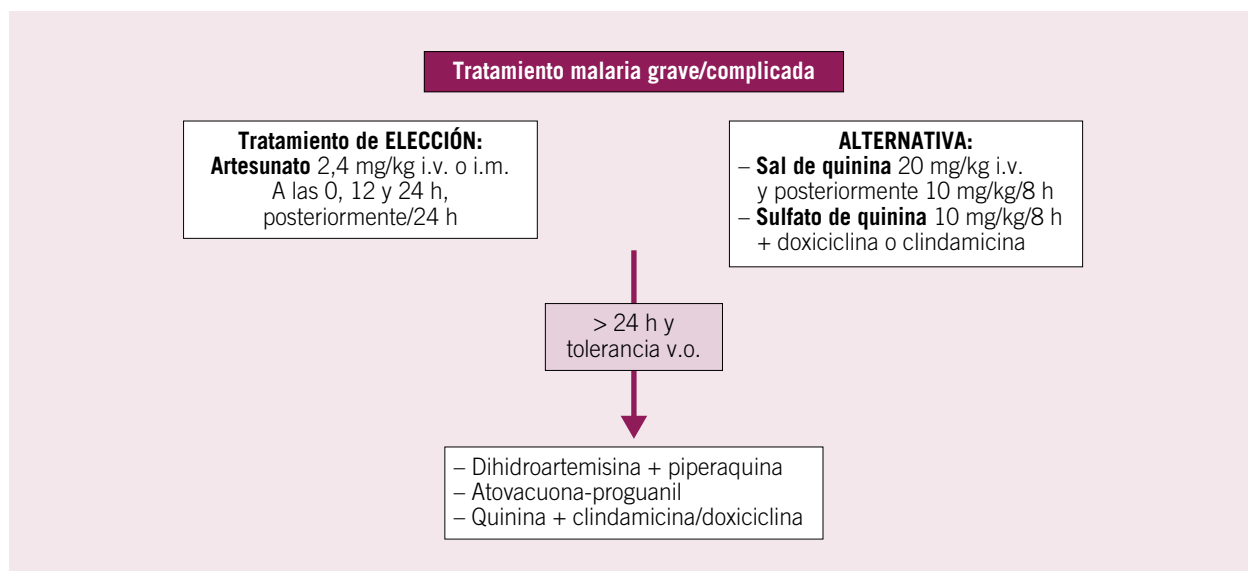 Tratamiento malaria grave/complicada
Tratamiento de ELECCIÓN:
Artesunato 2,4 mg/kg i.v. o i.m.
A las 0, 12 y 24 h,
posteriormente/24 h
ALTERNATIVA:
– Sal de quinina 20 mg/kg i.v.
y posteriormente 10 mg/kg/8 h
– Sulfato de quinina 10 mg/kg/8 h
+ doxiciclina o clindamicina
> 24 h y
tolerancia v.o.
– Dihidroartemisina + piperaquina
– Atovacuona-proguanil
– Quinina + clindamicina/doxiciclina